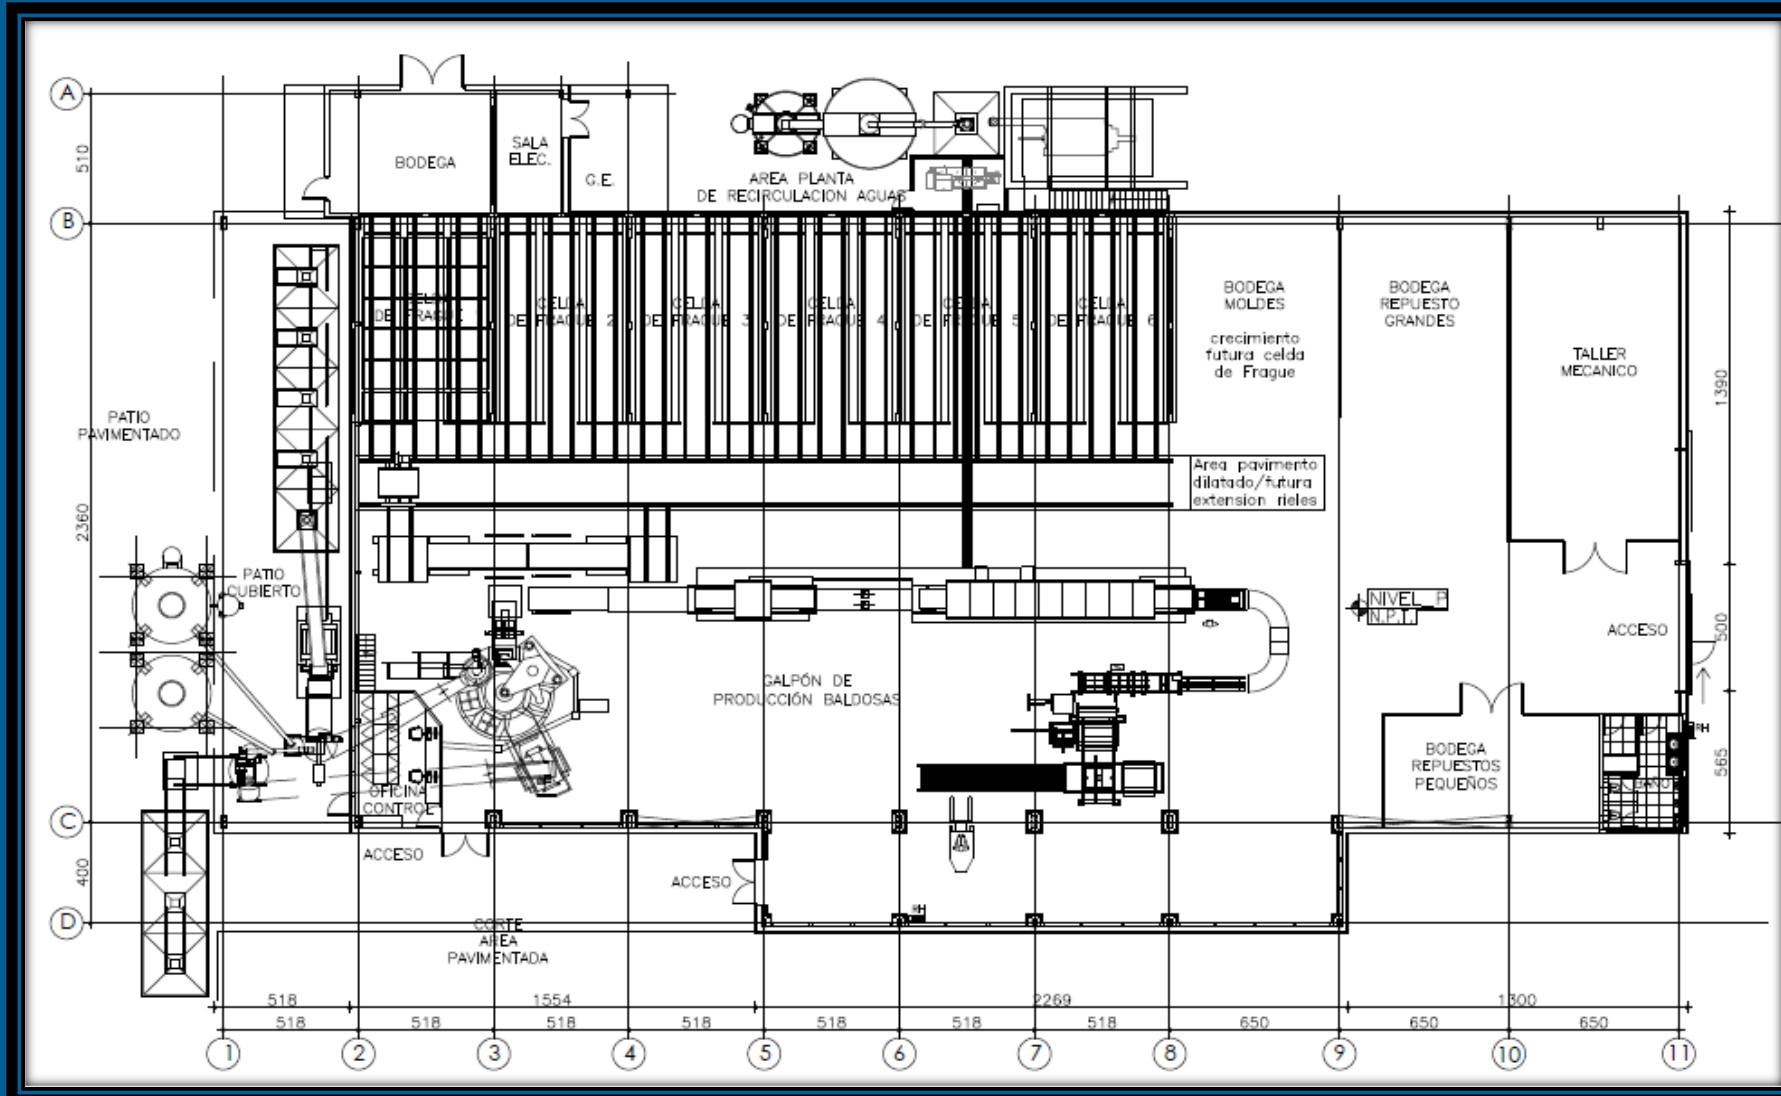 A
B
C
D
510
2360
400
BODEGA
SALA
ELEC.
G.E.
AREA PLANTA
DE RECIRCULACION AGUAS
PATIO
PAVIMENTADO
PATIO
CUBIERTO
CELDA
DE FRAGUE
CELDA
DE FRAGUE 2
CELDA
DE FRAGUE 3
CELDA
DE FRAGUE 4
CELDA
DE FRAGUE 5
CELDA
DE FRAGUE 6
BODEGA
MOLDES
crecimiento
futura celda
de Frague
BODEGA
REPUESTO
GRANDES
TALLER
MECANICO
1390
500
565
Area pavimento
dilatado/futura
extension rieles
NIVEL P
N.P.T.
ACCESO
GALPÓN DE
PRODUCCIÓN BALDOSAS
OFICINA
CONTROL
BODEGA
REPUESTOS
PEQUEÑOS
RH
BAÑO
ACCESO
ACCESO
RH
CORTE
AREA
PAVIMENTADA
518 1554 2269 1300
518 518 518 518 518 518 518 650 650 650
1 2 3 4 5 6 7 8 9 10 11